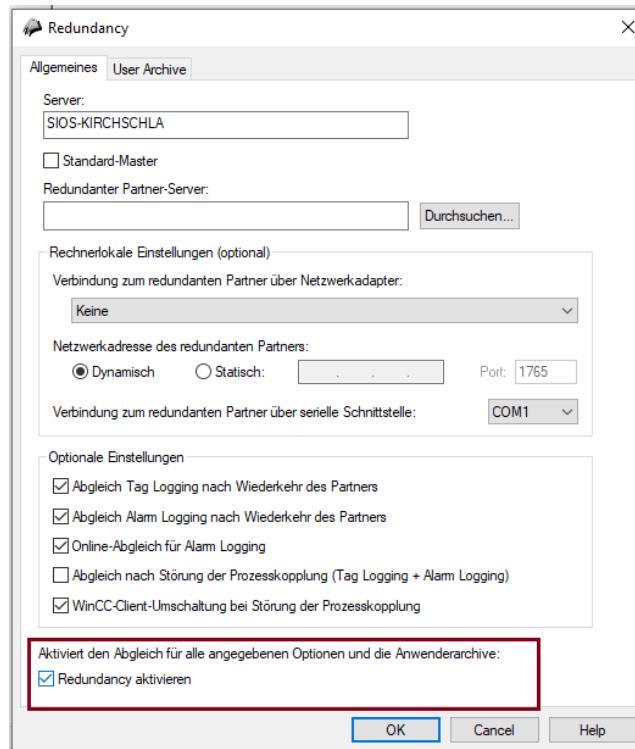 Redundancy
Allgemeines User Archive
Server:
SIOS-KIRCHSCHLA
Standard-Master
Redundanter Partner-Server:
Durchsuchen...
Rechnerlokale Einstellungen (optional)
Verbindung zum redundanten Partner über Netzwerkadapter:
Keine
Netzwerkadresse des redundanten Partners:
Dynamisch Statisch: . . . Port: 1765
Verbindung zum redundanten Partner über serielle Schnittstelle: COM1
Optionale Einstellungen
Abgleich Tag Logging nach Wiederkehr des Partners
Abgleich Alarm Logging nach Wiederkehr des Partners
Online-Abgleich für Alarm Logging
Abgleich nach Störung der Prozesskopplung (Tag Logging + Alarm Logging)
WinCC-Client-Umschaltung bei Störung der Prozesskopplung
Aktiviert den Abgleich für alle angegebenen Optionen und die Anwenderarchive:
Redundancy aktivieren
OK Cancel Help